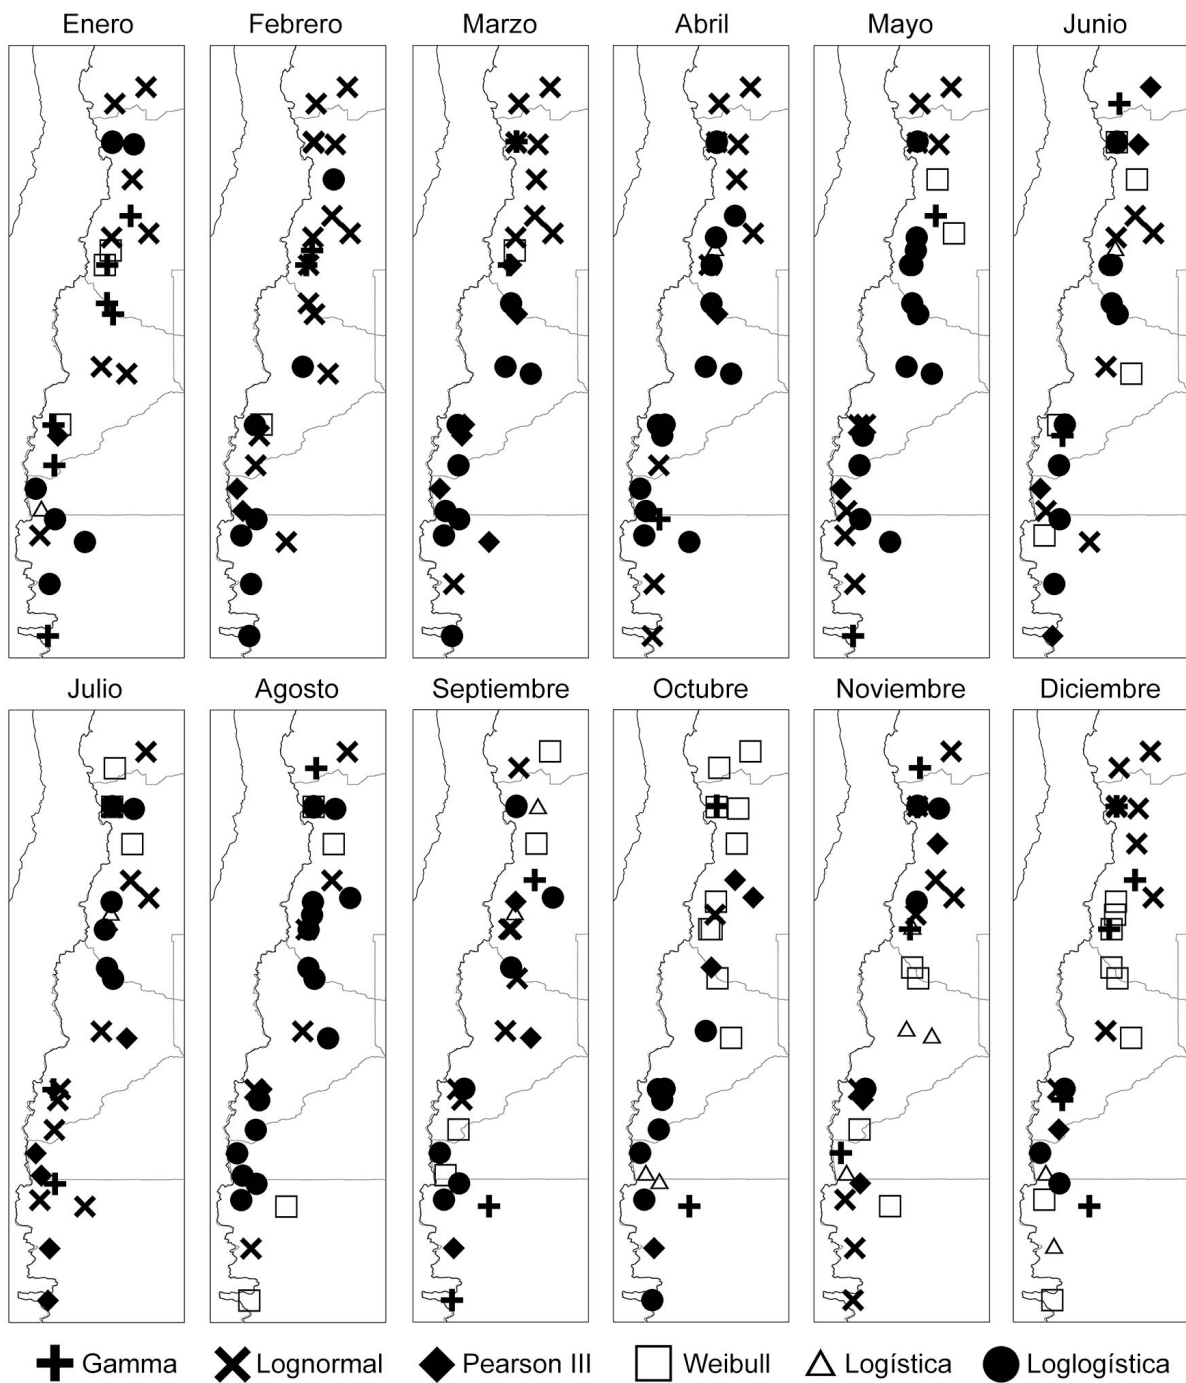 Enero Febrero Marzo Abril Mayo Junio
Julio Agosto Septiembre Octubre Noviembre Diciembre
Gamma Lognormal Pearson III Weibull Logística Loglogística